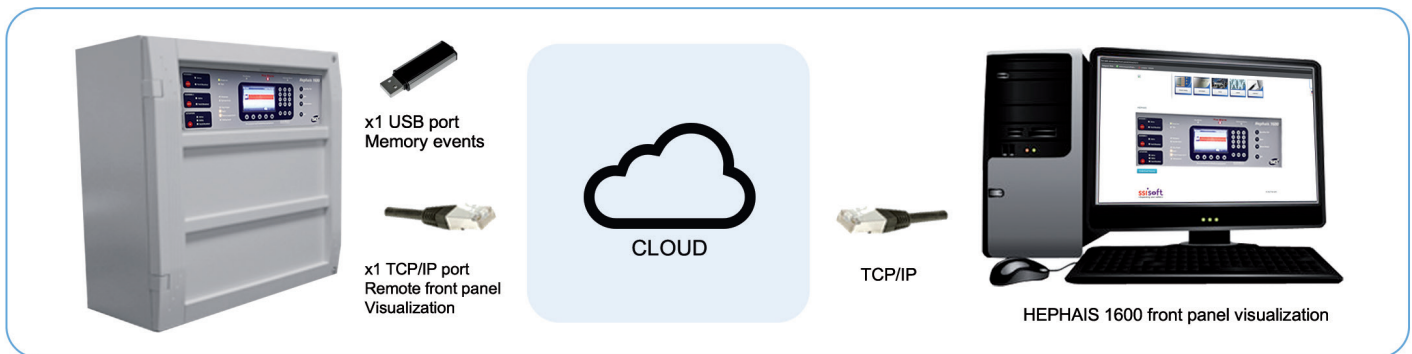 x1 USB port
Memory events
x1 TCP/IP port
Remote front panel
Visualization
CLOUD
TCP/IP
ssisoft
HEPHAIS 1600 front panel visualization